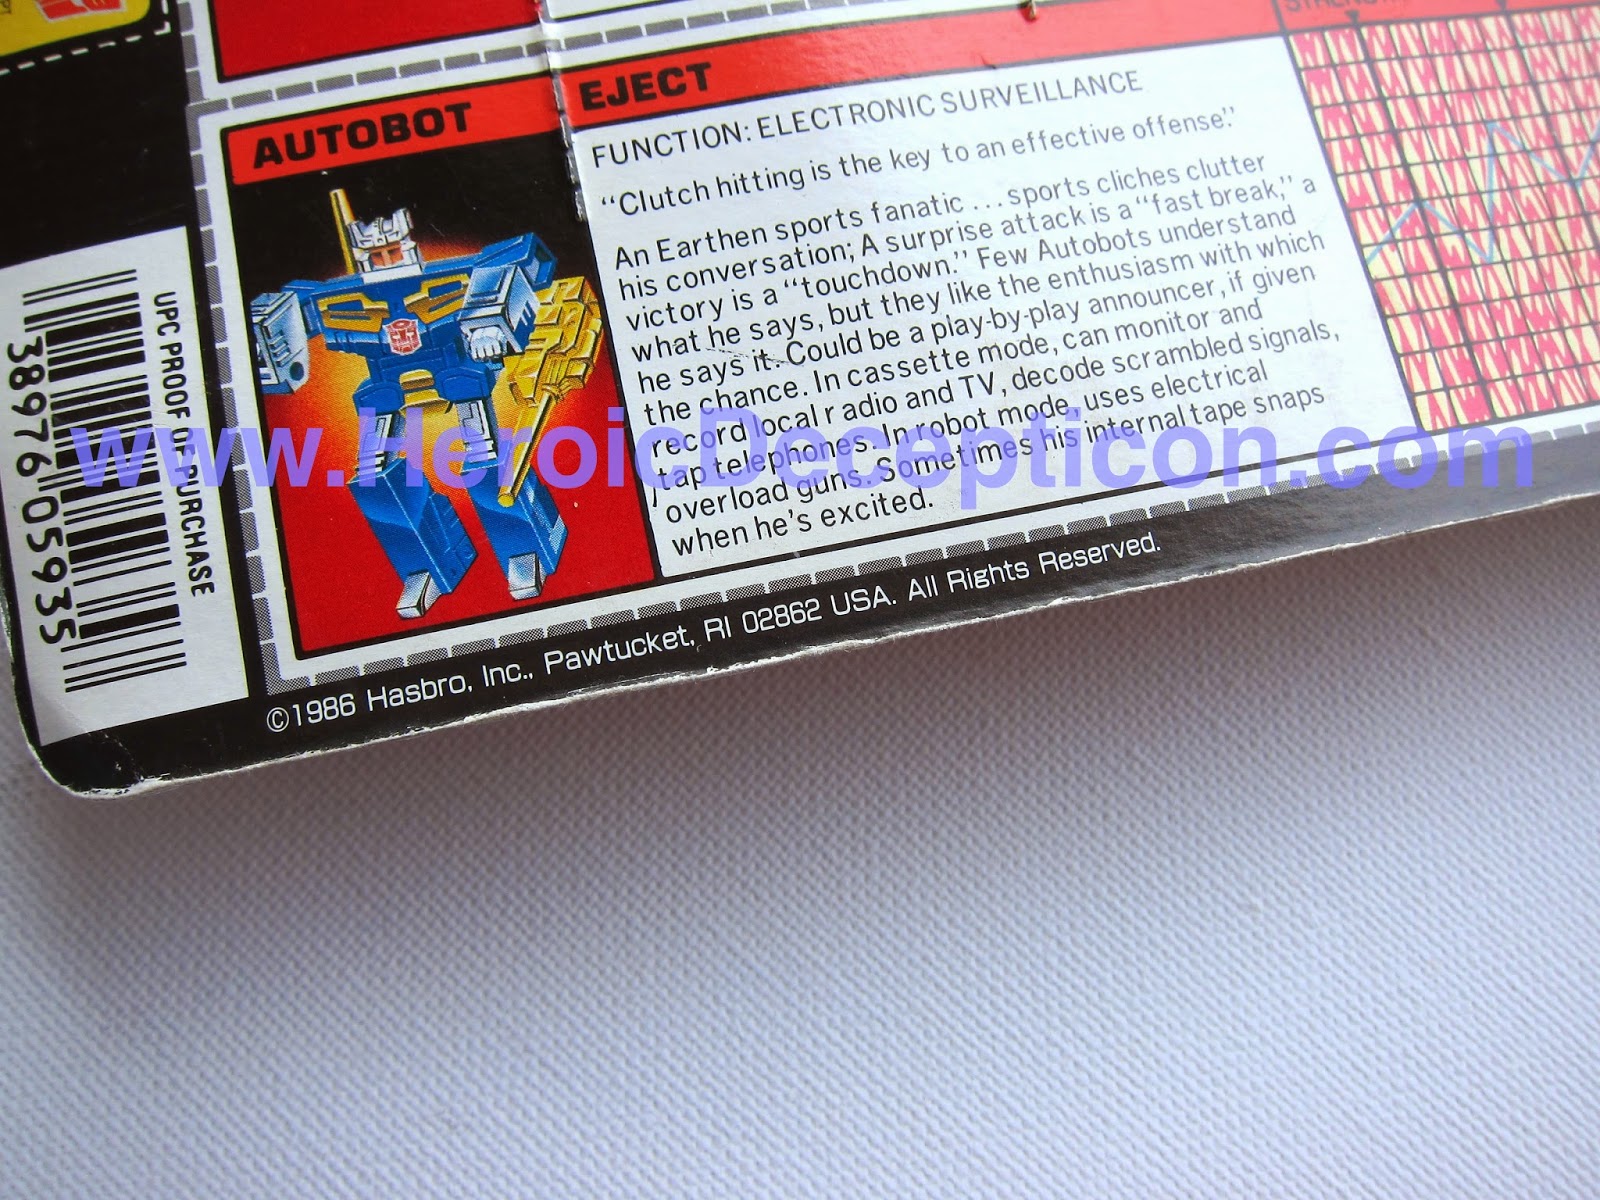 AUTOBOT
EJECT
FUNCTION: ELECTRONIC SURVEILLANCE
"Clutch hitting is the key to an effective offense."
An Earthen sports fanatic ... sports cliches clutter
his conversation; A surprise attack is a "fast break," a
victory is a "touchdown." Few Autobots understand
what he says, but they like the enthusiasm with which
he says it. Could be a play-by-play announcer, if given
the chance. In cassette mode, can monitor and
record local radio and TV, decode scrambled signals,
tap telephones. In robot mode, uses electrical
overload guns. Sometimes his internal tape snaps
when he's excited.
©1986 Hasbro, Inc., Pawtucket, RI 02862 USA. All Rights Reserved.
UPC PROOF OF PURCHASE
38976 05935
www.HeroicDecepticon.com